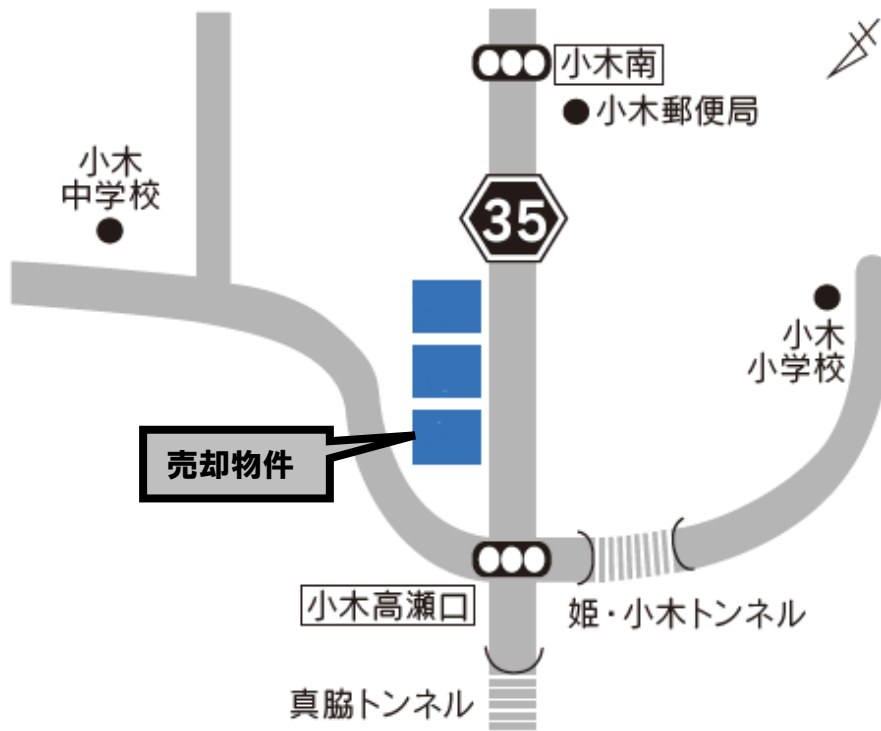 小木南
小木郵便局
小木
中学校
35
小木
小学校
売却物件
小木高瀬口
姫・小木トンネル
真脇トンネル